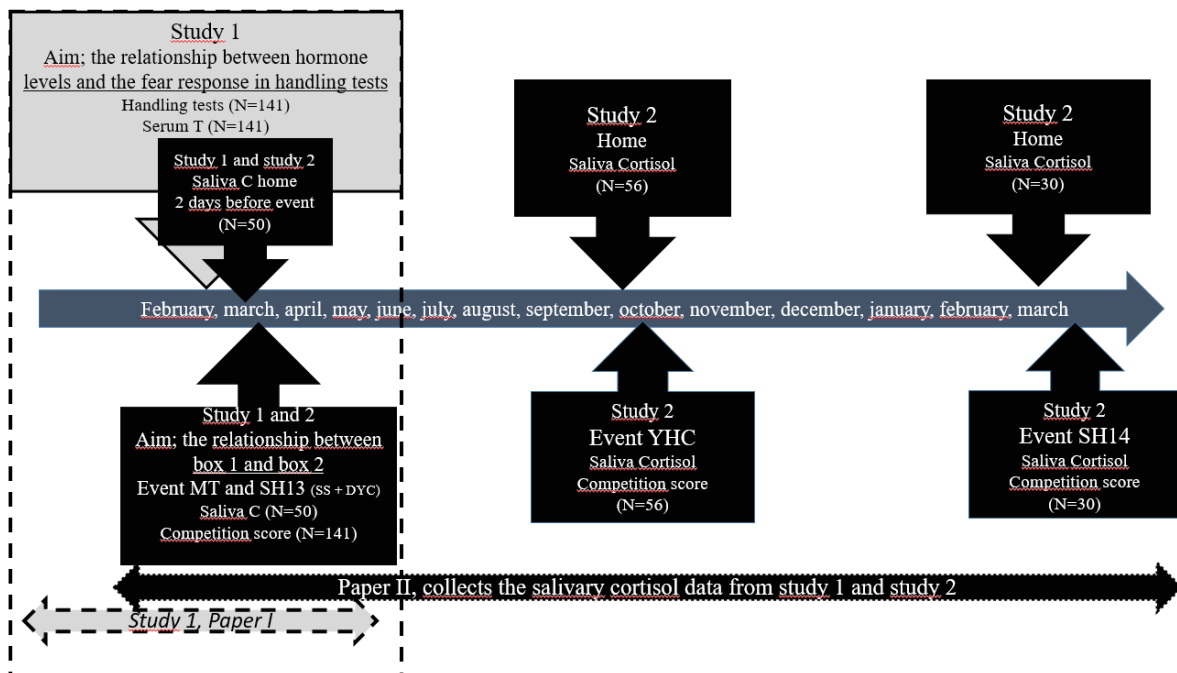 Study 1
Aim; the relationship between hormone
levels and the fear response in handling tests
Handling tests (N=141)
Serum T (N=141)
Study 1 and study 2
Saliva C home
2 days before event
(N=50)
Study 2
Home
Saliva Cortisol
(N=56)
Study 2
Home
Saliva Cortisol
(N=30)
February, march, april, may, june, july, august, september, october, november, december, january, february, march
Study 1 and 2
Aim; the relationship between
box 1 and box 2
Event MT and SH13 (SS + DYC)
Saliva C (N=50)
Competition score (N=141)
Study 2
Event YHC
Saliva Cortisol
Competition score
(N=56)
Study 2
Event SH14
Saliva Cortisol
Competition score
(N=30)
Paper II, collects the salivary cortisol data from study 1 and study 2
Study 1, Paper I